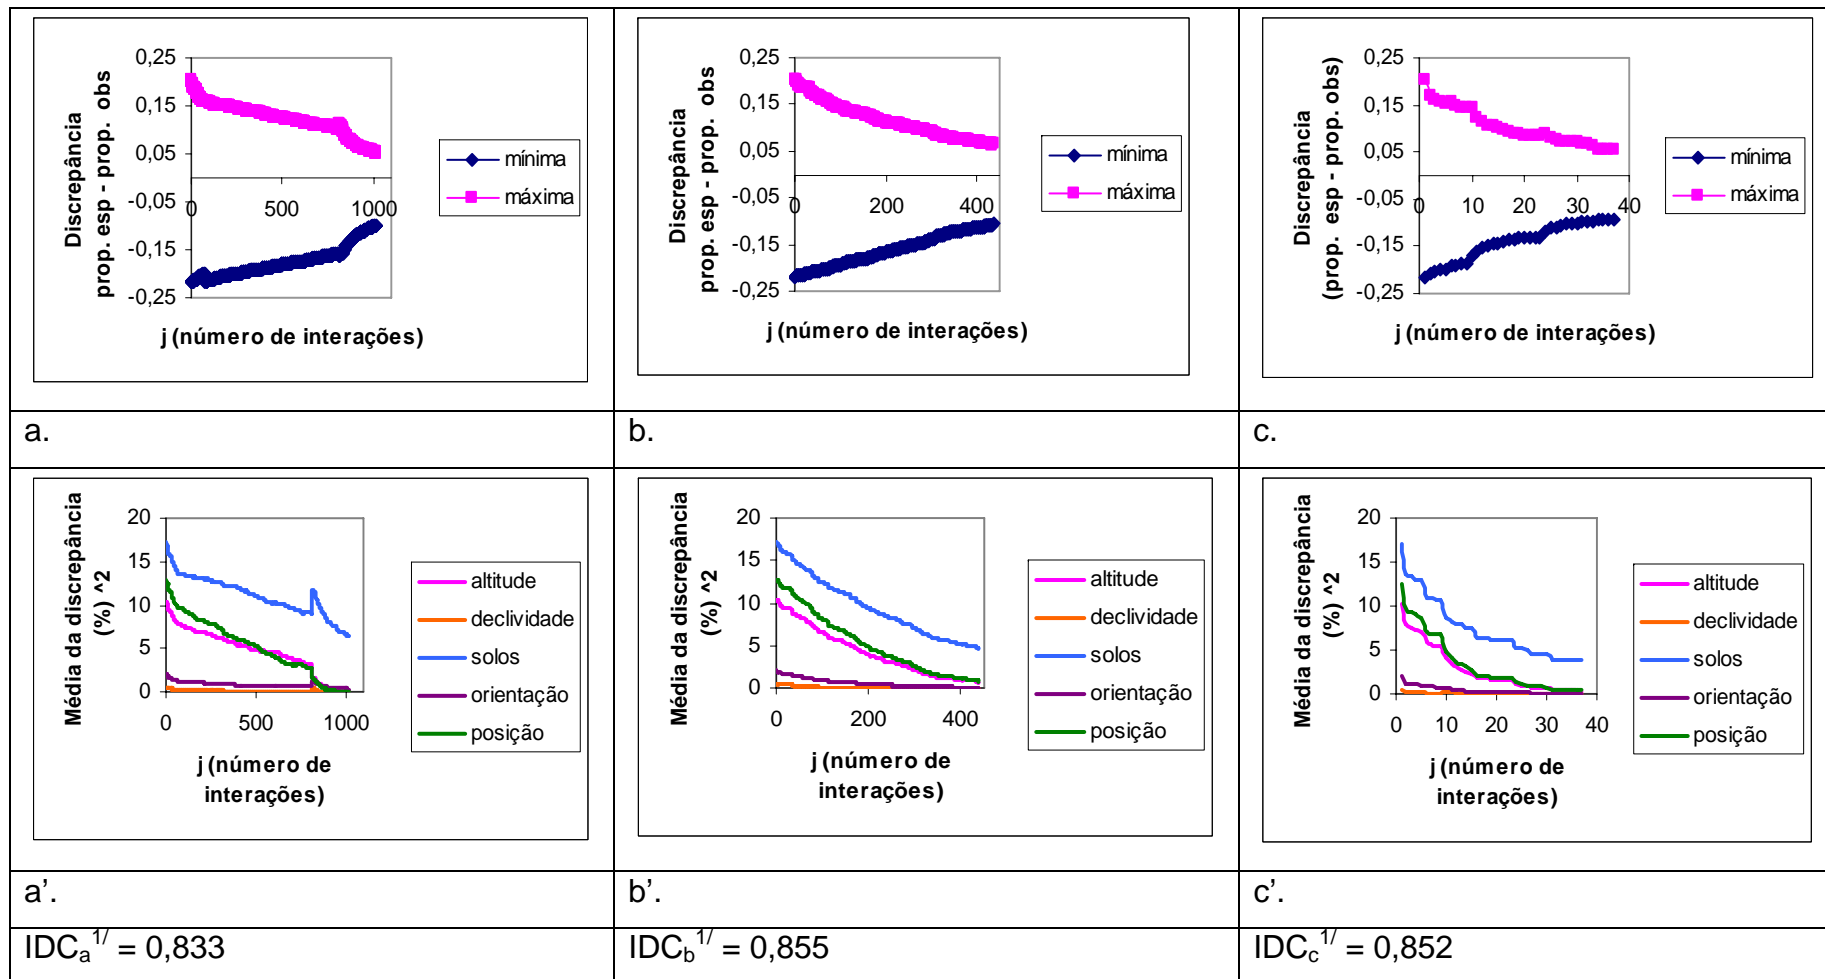 Discrepância
prop. esp - prop. obs
0,25
0,15
0,05
-0,05
-0,15
-0,25
0
500
1000
mínima
máxima
j (número de interações)
Discrepância
prop. esp - prop. obs
0,25
0,15
0,05
-0,05
-0,15
-0,25
0
200
400
mínima
máxima
j (número de interações)
Discrepância
(prop. esp - prop. obs)
0,25
0,15
0,05
-0,05
-0,15
-0,25
0
10
20
30
40
mínima
máxima
j (número de interações)
a.
b.
c.
Média da discrepância
(%) ^2
20
15
10
5
0
0
500
1000
altitude
declividade
solos
orientação
posição
j (número de
interações)
Média da discrepância
(%) ^2
20
15
10
5
0
0
200
400
altitude
declividade
solos
orientação
posição
j (número de
interações)
Média da discrepância
(%) ^2
20
15
10
5
0
0
10
20
30
40
altitude
declividade
solos
orientação
posição
j (número de
interações)
a’.
b’.
c’.
IDCa1/ = 0,833
IDCb1/ = 0,855
IDCc1/ = 0,852